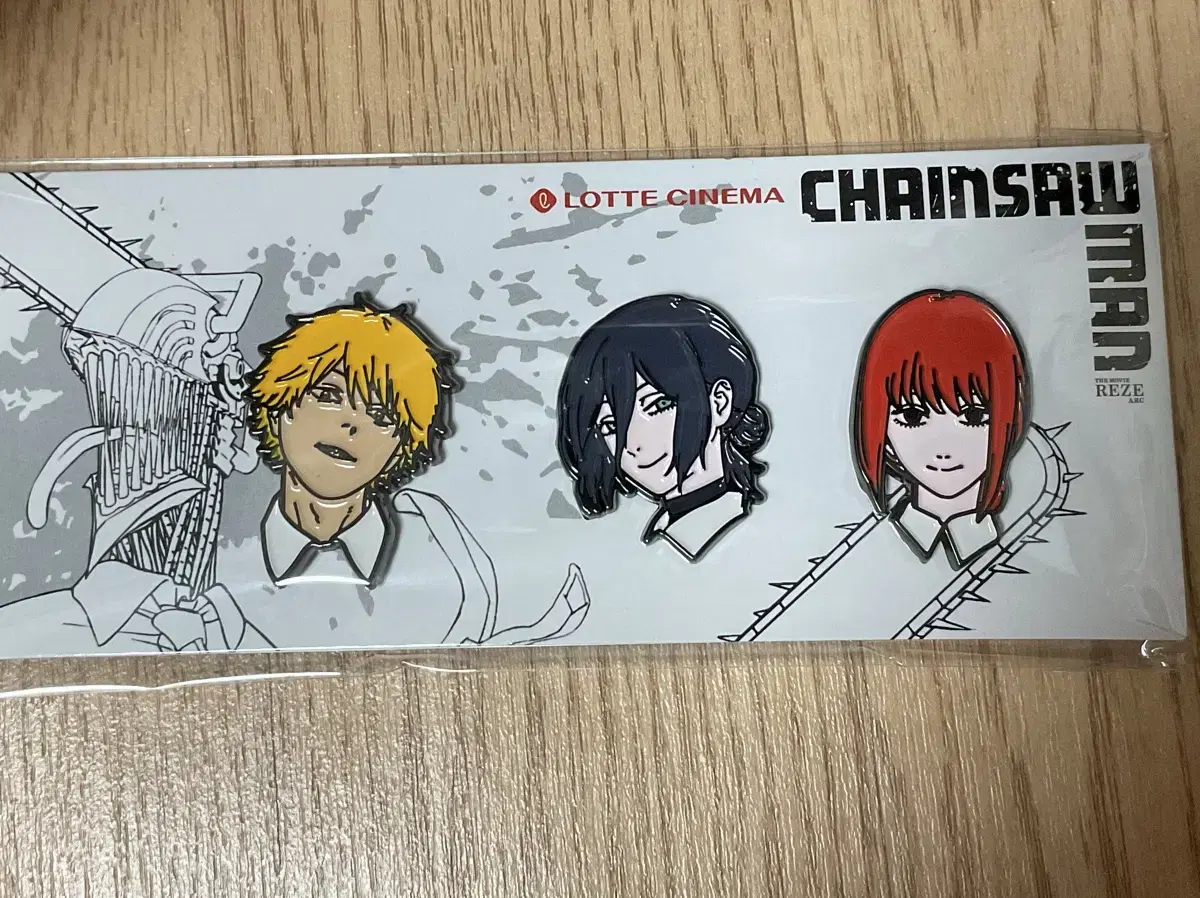 LOTTE CINEMA
CHAINSAW
MAN
THE MOVIE
REZE
ARC